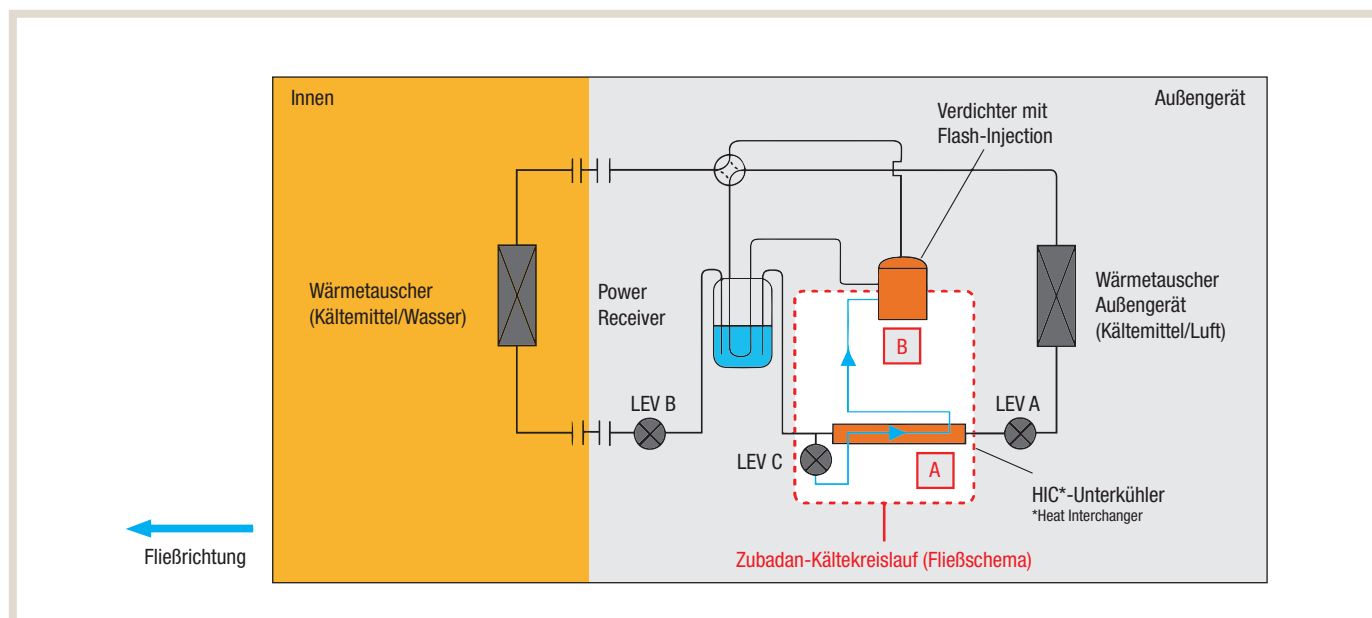 Innen
Außengerät
Verdichter mit
Flash-Injection
Wärmetauscher
(Kältemittel/Wasser)
Power
Receiver
Wärmetauscher
Außengerät
(Kältemittel/Luft)
B
LEV B
LEV A
LEV C
A
HIC*-Unterkühler
*Heat Interchanger
Fließrichtung
Zubadan-Kältekreislauf (Fließschema)